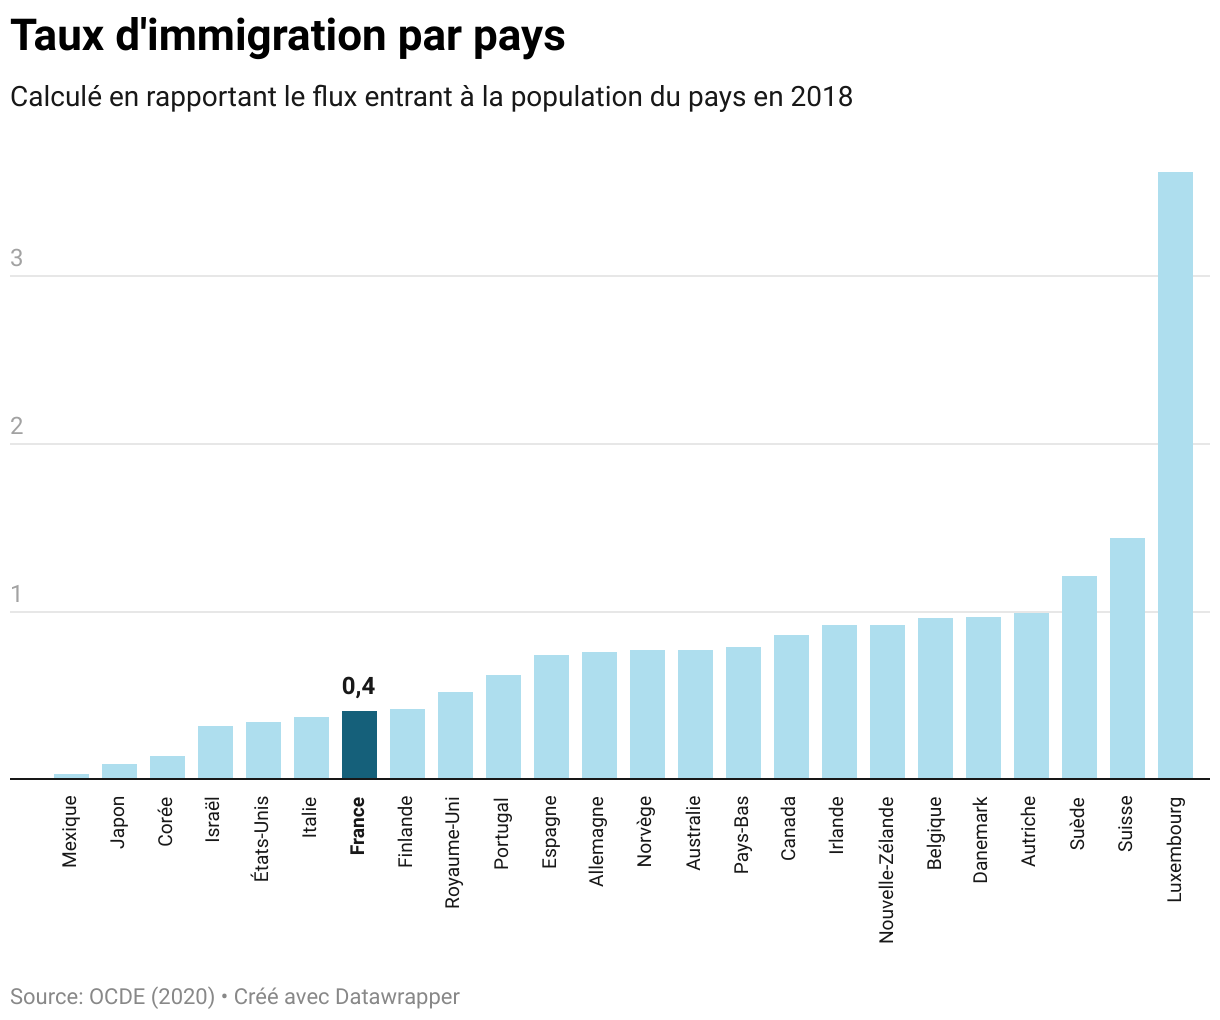 Taux d'immigration par pays
Calculé en rapportant le flux entrant à la population du pays en 2018
3
2
1
0,4
Mexique
Japon
Corée
Israël
États-Unis
Italie
France
Finlande
Royaume-Uni
Portugal
Espagne
Allemagne
Norvège
Australie
Pays-Bas
Canada
Irlande
Nouvelle-Zélande
Belgique
Danemark
Autriche
Suède
Suisse
Luxembourg
Source: OCDE (2020) • Créé avec Datawrapper